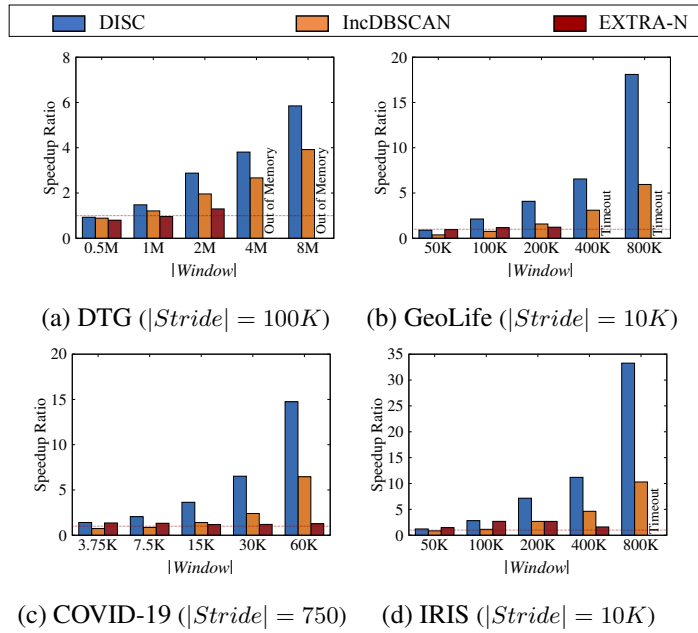 DISC IncDBSCAN EXTRA-N
8
6
4
2
0
Speedup Ratio
Out of Memory
Out of Memory
0.5M 1M 2M 4M 8M
|Window|
(a) DTG (|Stride| = 100K)
20
15
10
5
0
Speedup Ratio
Timeout
Timeout
50K 100K 200K 400K 800K
|Window|
(b) GeoLife (|Stride| = 10K)
20
15
10
5
0
Speedup Ratio
3.75K 7.5K 15K 30K 60K
|Window|
(c) COVID-19 (|Stride| = 750)
35
30
25
20
15
10
5
0
Speedup Ratio
Timeout
50K 100K 200K 400K 800K
|Window|
(d) IRIS (|Stride| = 10K)